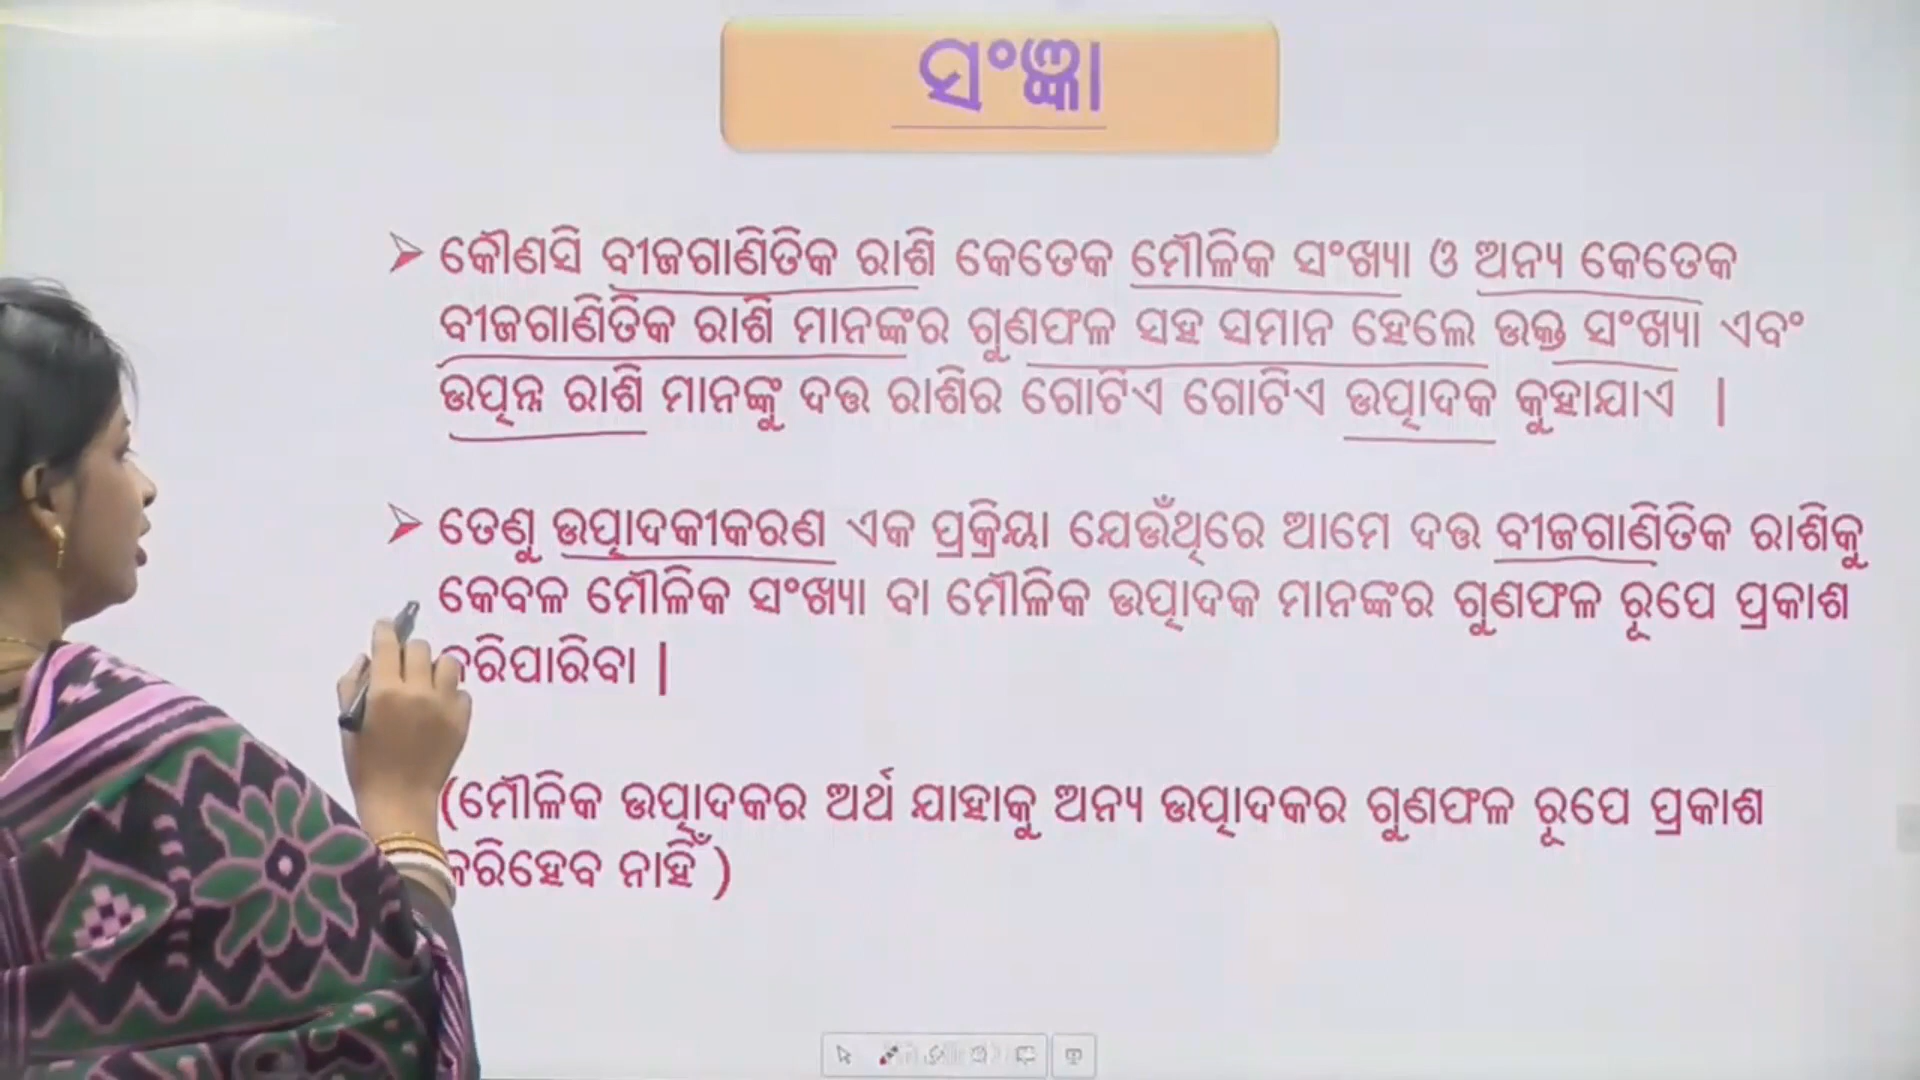 ସଂଜ୍ଞା
କୌଣସି ବୀଜଗାଣିତିକ ରାଶି କେତେକ ମୌଳିକ ସଂଖ୍ୟା ଓ ଅନ୍ୟ କେତେକ
ବୀଜଗାଣିତିକ ରାଶି ମାନଙ୍କର ଗୁଣଫଳ ସହ ସମାନ ହେଲେ ଉକ୍ତ ସଂଖ୍ୟା ଏବଂ
ଉତ୍ପନ୍ନ ରାଶି ମାନଙ୍କୁ ଦତ୍ତ ରାଶିର ଗୋଟିଏ ଗୋଟିଏ ଉତ୍ପାଦକ କୁହାଯାଏ |
ତେଣୁ ଉତ୍ପାଦକୀକରଣ ଏକ ପ୍ରକ୍ରିୟା ଯେଉଁଥିରେ ଆମେ ଦତ୍ତ ବୀଜଗାଣିତିକ ରାଶିକୁ
କେବଳ ମୌଳିକ ସଂଖ୍ୟା ବା ମୌଳିକ ଉତ୍ପାଦକ ମାନଙ୍କର ଗୁଣଫଳ ରୂପେ ପ୍ରକାଶ
କରିପାରିବା |
(ମୌଳିକ ଉତ୍ପାଦକର ଅର୍ଥ ଯାହାକୁ ଅନ୍ୟ ଉତ୍ପାଦକର ଗୁଣଫଳ ରୂପେ ପ୍ରକାଶ
କରିହେବ ନାହିଁ )